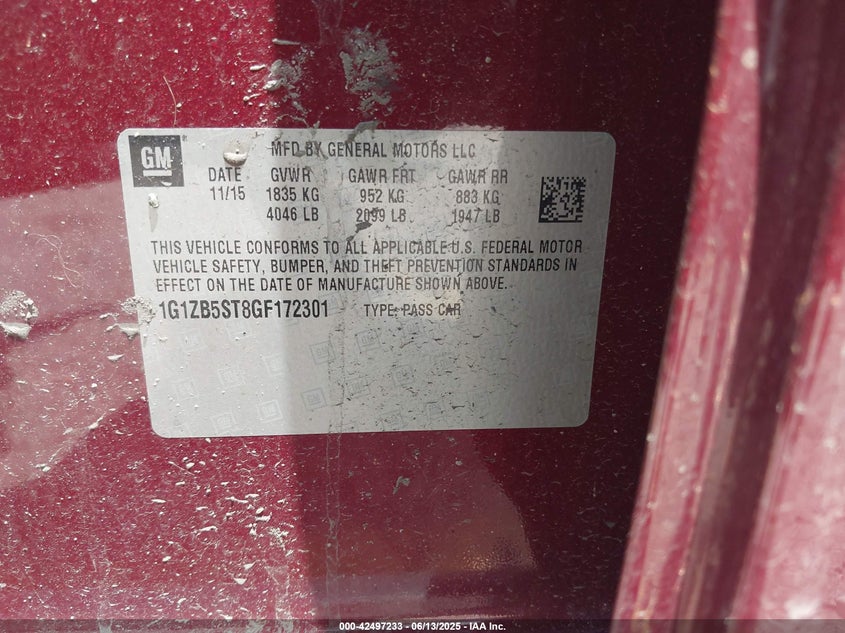 GM
MFD BY GENERAL MOTORS LLC
DATE GVWR GAWR FRT GAWR RR
11/15 1835 KG 952 KG 883 KG
4046 LB 2099 LB 1947 LB
THIS VEHICLE CONFORMS TO ALL APPLICABLE U.S. FEDERAL MOTOR
VEHICLE SAFETY, BUMPER, AND THEFT PREVENTION STANDARDS IN
EFFECT ON THE DATE OF MANUFACTURE SHOWN ABOVE.
1G1ZB5ST8GF172301 TYPE: PASS CAR
000-42497233 - 06/13/2025 - IAA Inc.